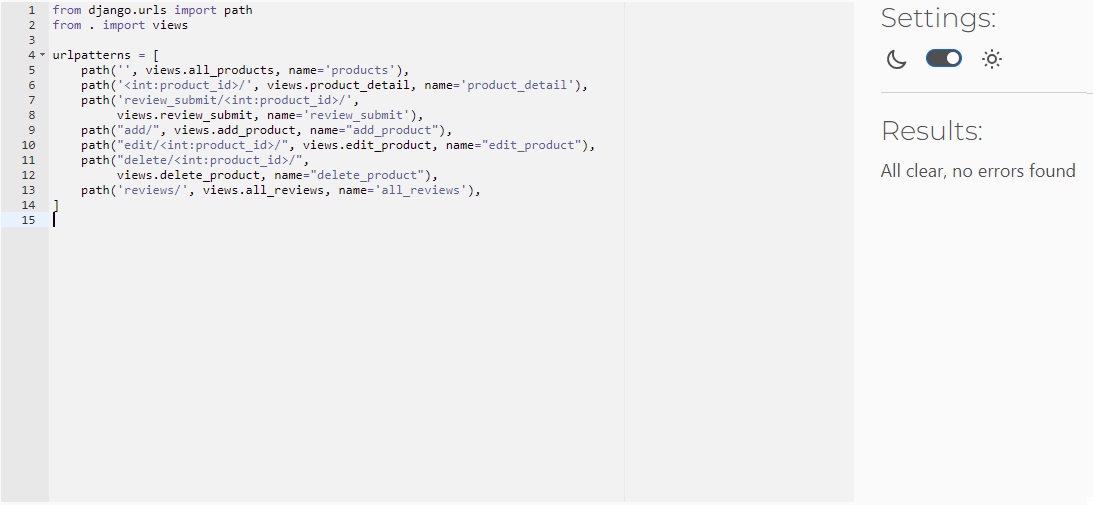 1 from django.urls import path
2 from . import views
3
4 urlpatterns = [
5     path('', views.all_products, name='products'),
6     path('<int:product_id>/', views.product_detail, name='product_detail'),
7     path('review_submit/<int:product_id>/',
8          views.review_submit, name='review_submit'),
9     path("add/", views.add_product, name="add_product"),
10     path("edit/<int:product_id>/", views.edit_product, name="edit_product"),
11     path("delete/<int:product_id>/",
12          views.delete_product, name="delete_product"),
13     path('reviews/', views.all_reviews, name='all_reviews'),
14 ]
15
Settings:
Results:
All clear, no errors found